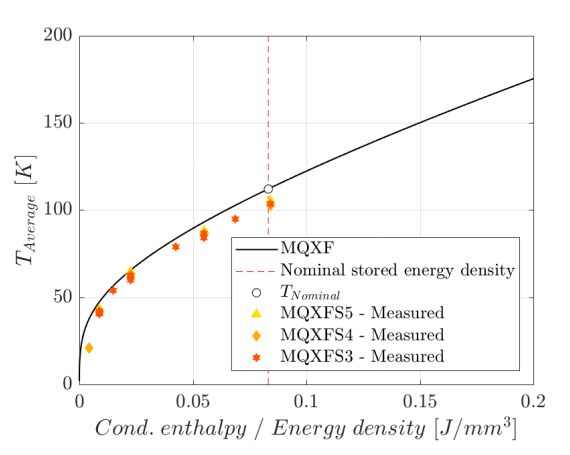 200
150
100
50
0
T_Average [K]
MQXF
Nominal stored energy density
T_Nominal
MQXFS5 - Measured
MQXFS4 - Measured
MQXFS3 - Measured
0 0.05 0.1 0.15 0.2
Cond. enthalpy / Energy density [J/mm³]